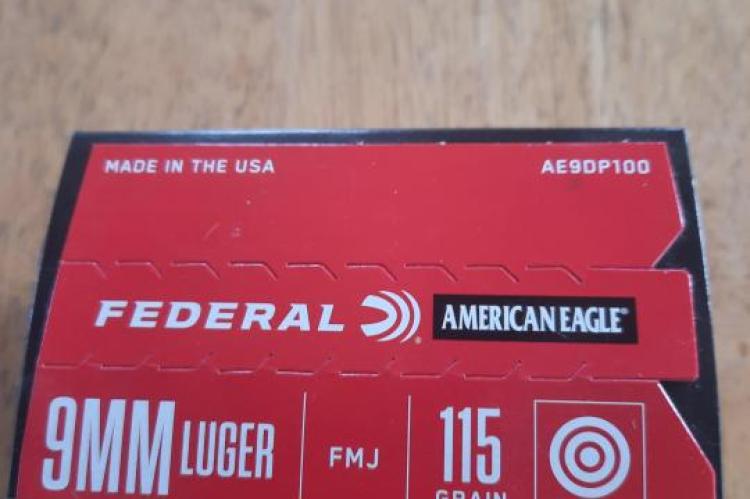 MADE IN THE USA AE9DP100
FEDERAL AMERICAN EAGLE®
9MM LUGER FMJ 115
GRAIN